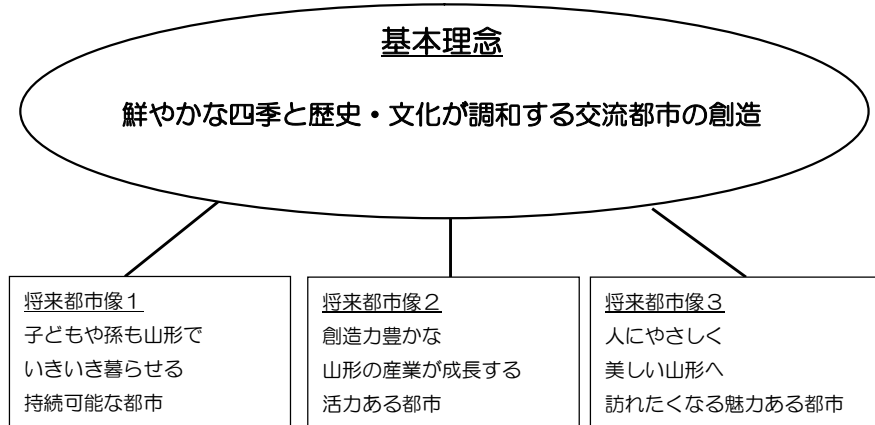 基本理念
鮮やかな四季と歴史・文化が調和する交流都市の創造
将来都市像１
子どもや孫も山形で
いきいき暮らせる
持続可能な都市
将来都市像２
創造力豊かな
山形の産業が成長する
活力ある都市
将来都市像３
人にやさしく
美しい山形へ
訪れたくなる魅力ある都市